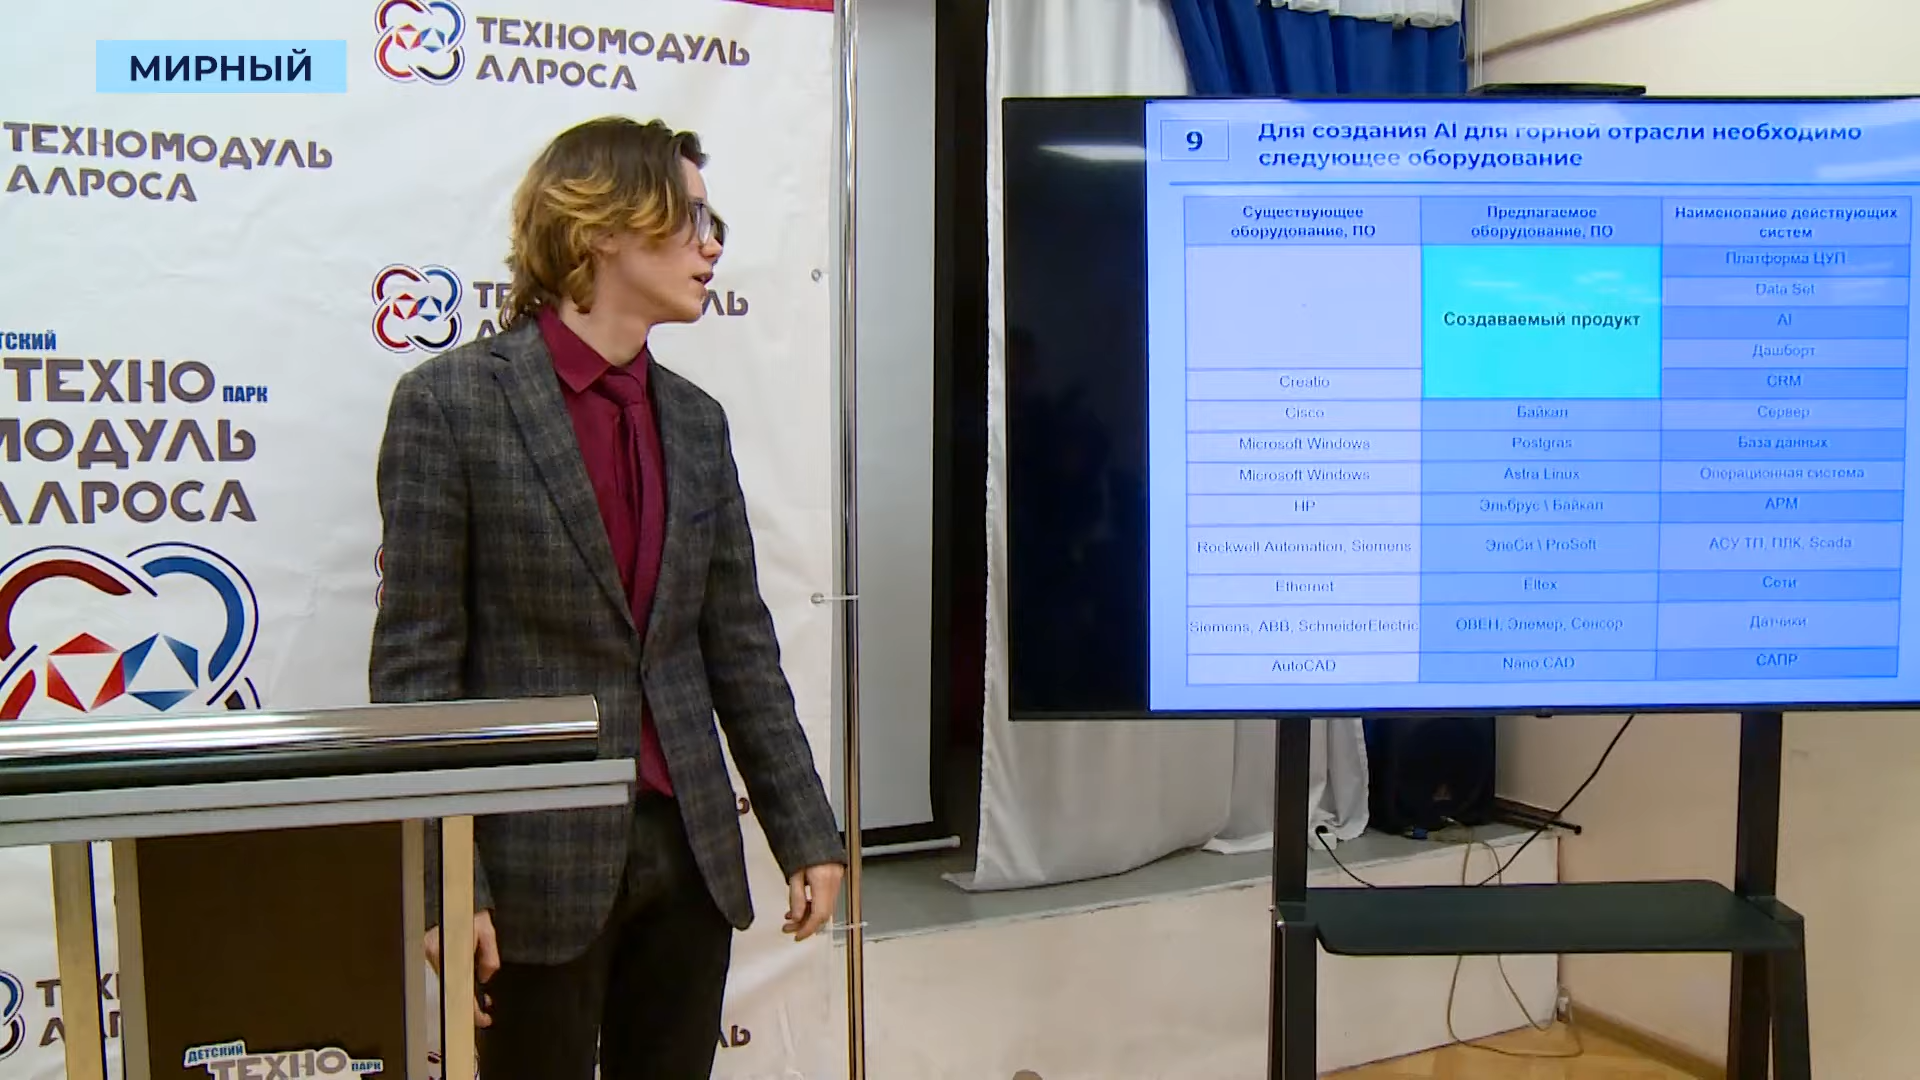 МИРНЫЙ
ТЕХНОМОДУЛЬ
АЛРОСА
ТЕХНОМОДУЛЬ
АЛРОСА
ТСКИЙ
ТЕХНО ПАРК
МОДУЛЬ
АЛРОСА
ДЕТСКИЙ
ТЕХНО ПАРК
9
Для создания AI для горной отрасли необходимо
следующее оборудование
Существующее
оборудование, ПО
Предлагаемое
оборудование, ПО
Наименование действующих
систем
Создаваемый продукт
Платформа ЦУП
Data Set
AI
Дашборт
Creatio
CRM
Cisco
Байкал
Сервер
Microsoft Windows
Postgras
База данных
Microsoft Windows
Astra Linux
Операционная система
HP
Эльбрус \ Байкал
АРМ
Rockwell Automation, Siemens
ЭлеСи \ ProSoft
АСУ ТП, ПЛК, Scada
Ethernet
Eltex
Сети
Siemens, ABB, SchneiderElectric
ОВЕН, Элемер, Сенсор
Датчики
AutoCAD
Nano CAD
САПР